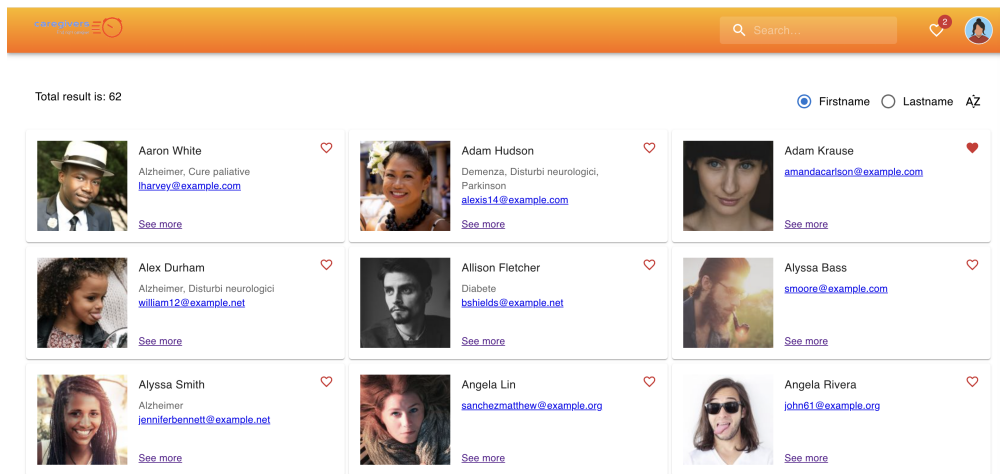 caregivers
Search...
2
Total result is: 62
Firstname
Lastname
AZ
Aaron White
Alzheimer, Cure paliative
lharvey@example.com
See more
Adam Hudson
Demenza, Disturbi neurologici,
Parkinson
alexis14@example.com
See more
Adam Krause
amandacarlson@example.com
See more
Alex Durham
Alzheimer, Disturbi neurologici
william12@example.net
See more
Allison Fletcher
Diabete
bshields@example.net
See more
Alyssa Bass
smoore@example.com
See more
Alyssa Smith
Alzheimer
jenniferbennett@example.net
See more
Angela Lin
sanchezmatthew@example.org
See more
Angela Rivera
john61@example.org
See more